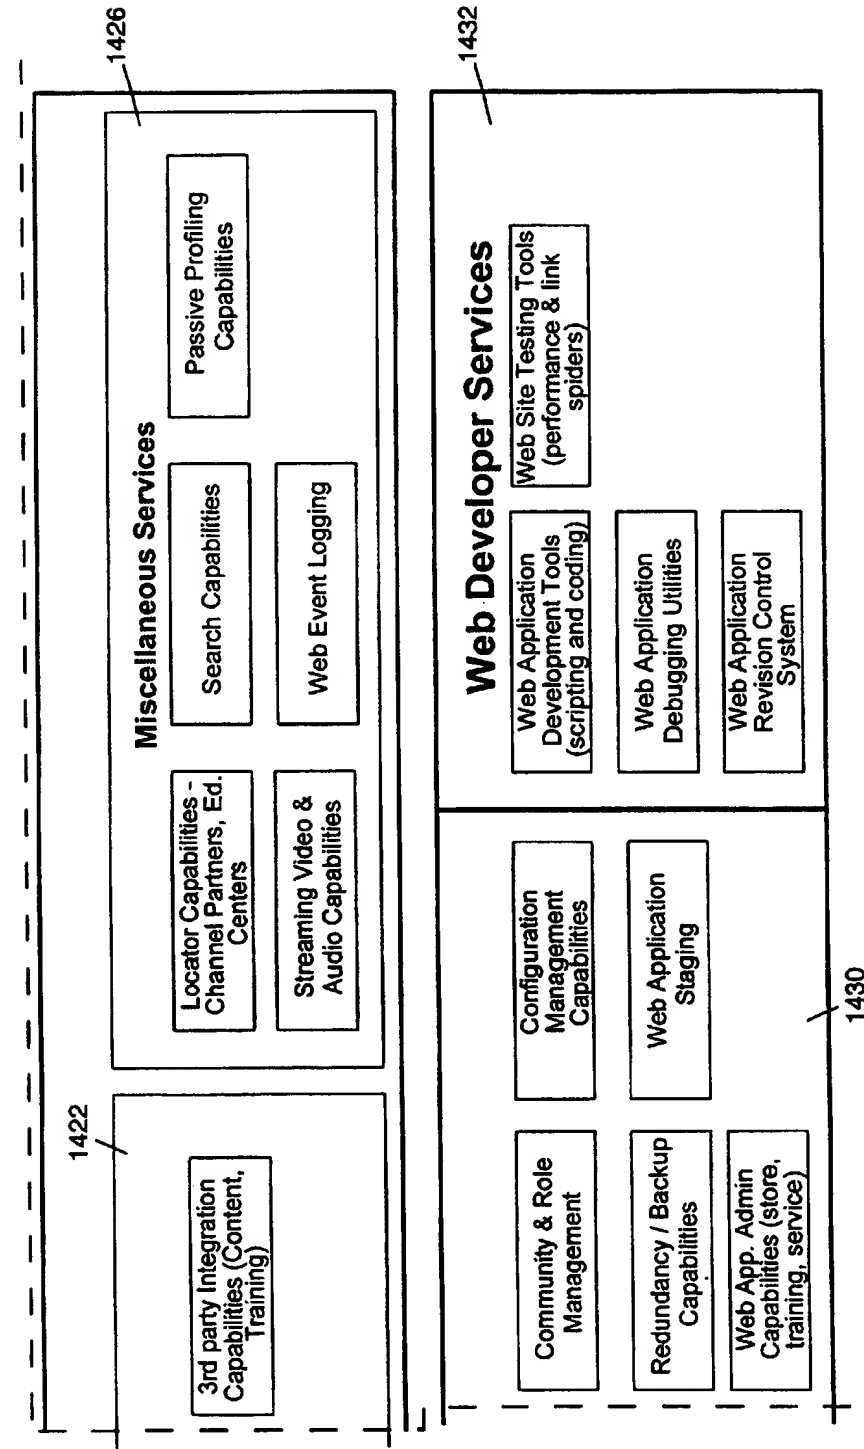 1422
3rd party Integration
Capabilities (Content,
Training)
1426
Miscellaneous Services
Locator Capabilities -
Channel Partners, Ed.
Centers
Search Capabilities
Passive Profiling
Capabilities
Streaming Video &
Audio Capabilities
Web Event Logging
1430
Community & Role
Management
Configuration
Management
Capabilities
Redundancy / Backup
Capabilities
Web Application
Staging
Web App. Admin
Capabilities (store,
training, service)
1432
Web Developer Services
Web Application
Development Tools
(scripting and coding)
Web Site Testing Tools
(performance & link
spiders)
Web Application
Debugging Utilities
Web Application
Revision Control
System